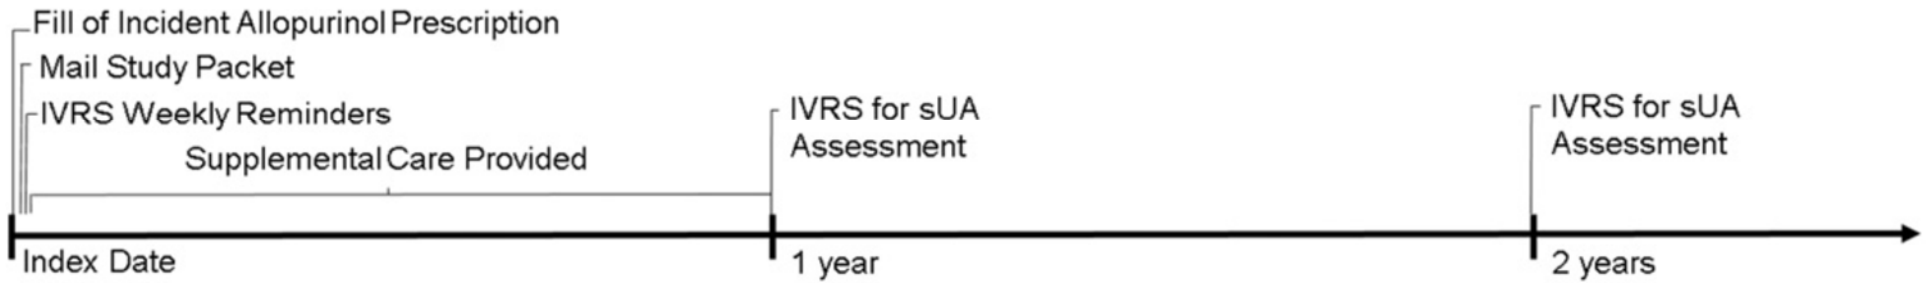 Fill of Incident Allopurinol Prescription
Mail Study Packet
IVRS Weekly Reminders
Supplemental Care Provided
IVRS for sUA
Assessment
IVRS for sUA
Assessment
Index Date
1 year
2 years